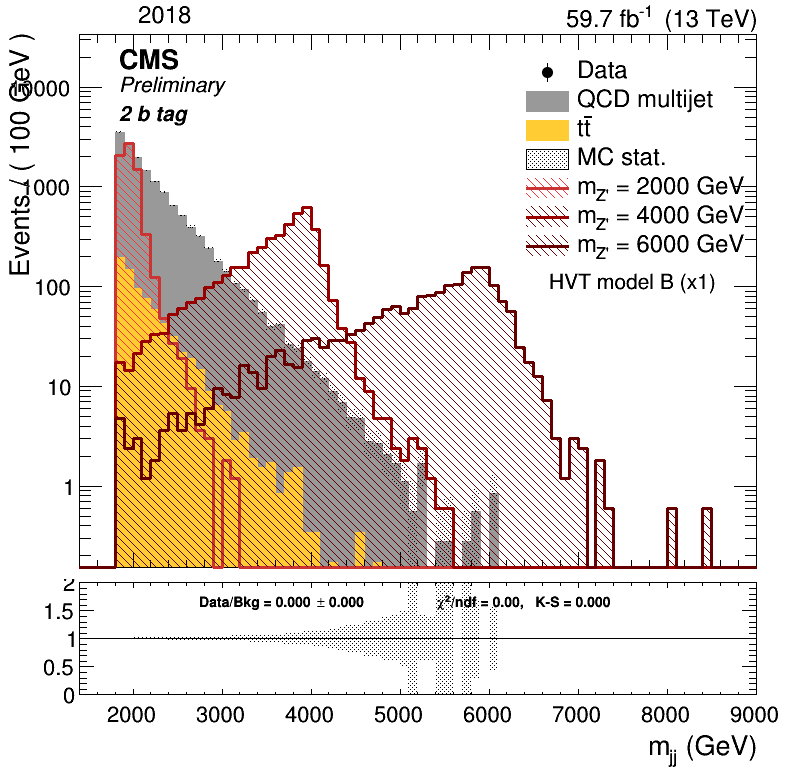 2018
59.7 fb⁻¹ (13 TeV)
CMS
Preliminary
2 b tag
Data
QCD multijet
tt̄
MC stat.
m_Z' = 2000 GeV
m_Z' = 4000 GeV
m_Z' = 6000 GeV
HVT model B (x1)
Events / ( 100 GeV )
10000
1000
100
10
1
Data/Bkg = 0.000 ± 0.000
χ²/ndf = 0.00, K-S = 0.000
2
1.5
1
0.5
0
2000 3000 4000 5000 6000 7000 8000 9000
m_jj (GeV)